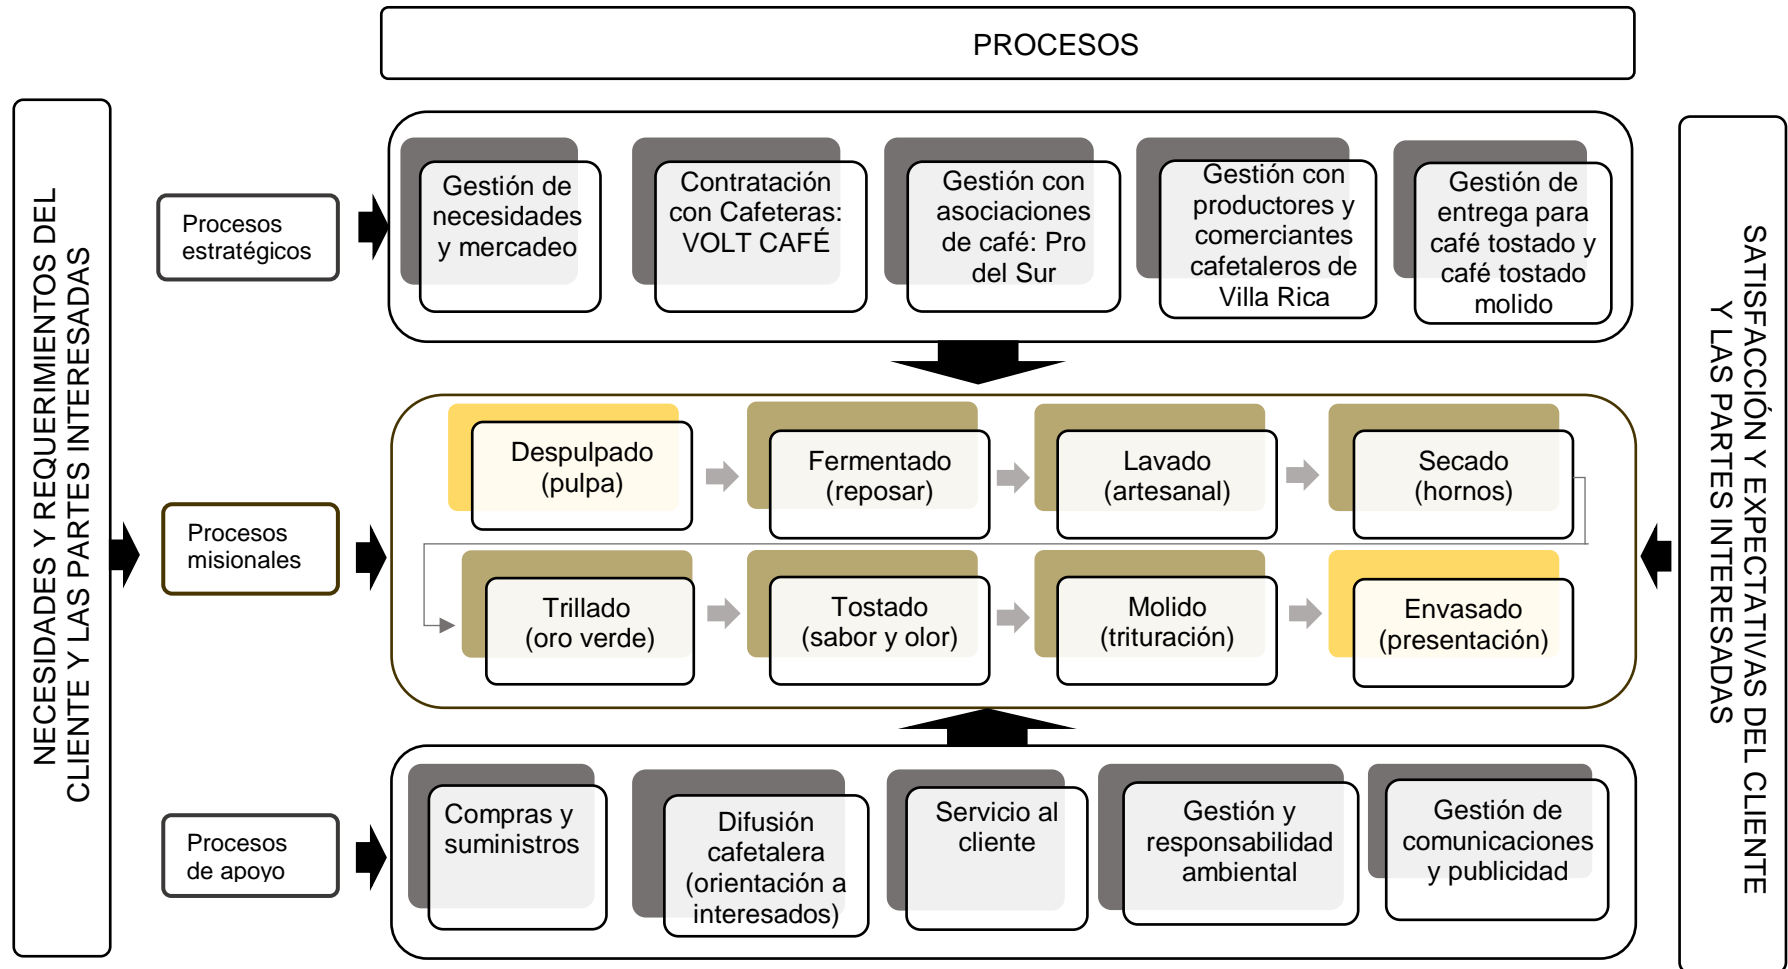 PROCESOS
NECESIDADES Y REQUERIMIENTOS DEL
CLIENTE Y LAS PARTES INTERESADAS
Procesos
estratégicos
Gestión de
necesidades
y mercadeo
Contratación
con Cafeteras:
VOLT CAFÉ
Gestión con
asociaciones
de café: Pro
del Sur
Gestión con
productores y
comerciantes
cafetaleros de
Villa Rica
Gestión de
entrega para
café tostado y
café tostado
molido
Procesos
misionales
Despulpado
(pulpa)
Fermentado
(reposar)
Lavado
(artesanal)
Secado
(hornos)
Trillado
(oro verde)
Tostado
(sabor y olor)
Molido
(trituración)
Envasado
(presentación)
Procesos
de apoyo
Compras y
suministros
Difusión
cafetalera
(orientación a
interesados)
Servicio al
cliente
Gestión y
responsabilidad
ambiental
Gestión de
comunicaciones
y publicidad
SATISFACCIÓN Y EXPECTATIVAS DEL CLIENTE
Y LAS PARTES INTERESADAS